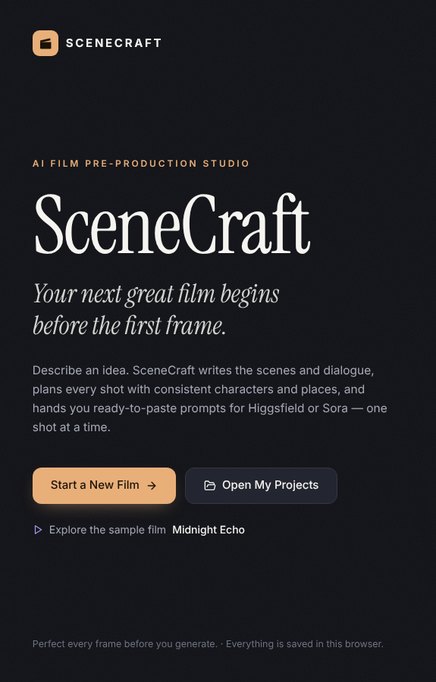 SCENECRAFT
AI FILM PRE-PRODUCTION STUDIO
SceneCraft
Your next great film begins
before the first frame.
Describe an idea. SceneCraft writes the scenes and dialogue,
plans every shot with consistent characters and places, and
hands you ready-to-paste prompts for Higgsfield or Sora — one
shot at a time.
Start a New Film → Open My Projects
Explore the sample film Midnight Echo
Perfect every frame before you generate. · Everything is saved in this browser.